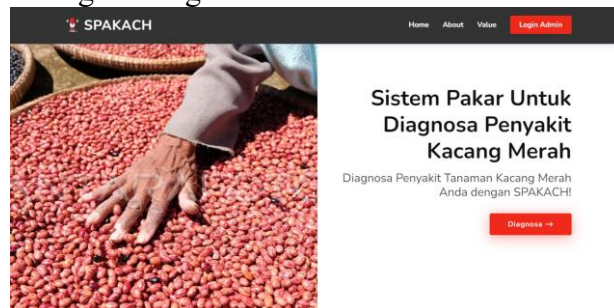 SPAKACH
Home About Value Login Admin
Sistem Pakar Untuk
Diagnosa Penyakit
Kacang Merah
Diagnosa Penyakit Tanaman Kacang Merah
Anda dengan SPAKACH!
Diagnosa →